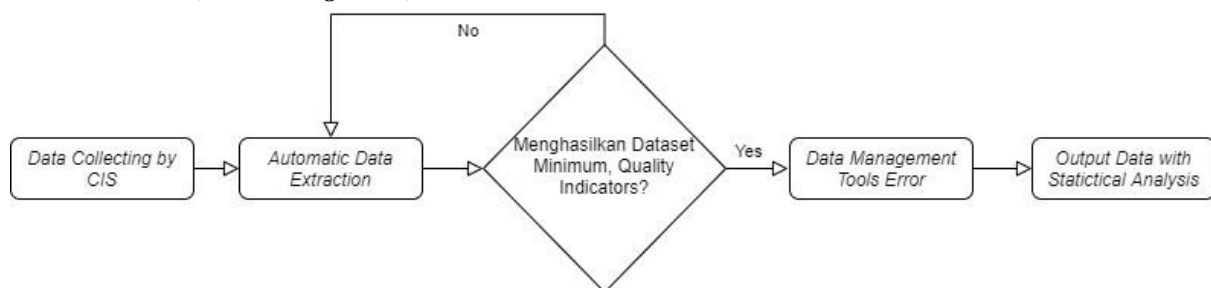 No
Data Collecting by
CIS
Automatic Data
Extraction
Menghasilkan Dataset
Minimum, Quality
Indicators?
Yes
Data Management
Tools Error
Output Data with
Statictical Analysis